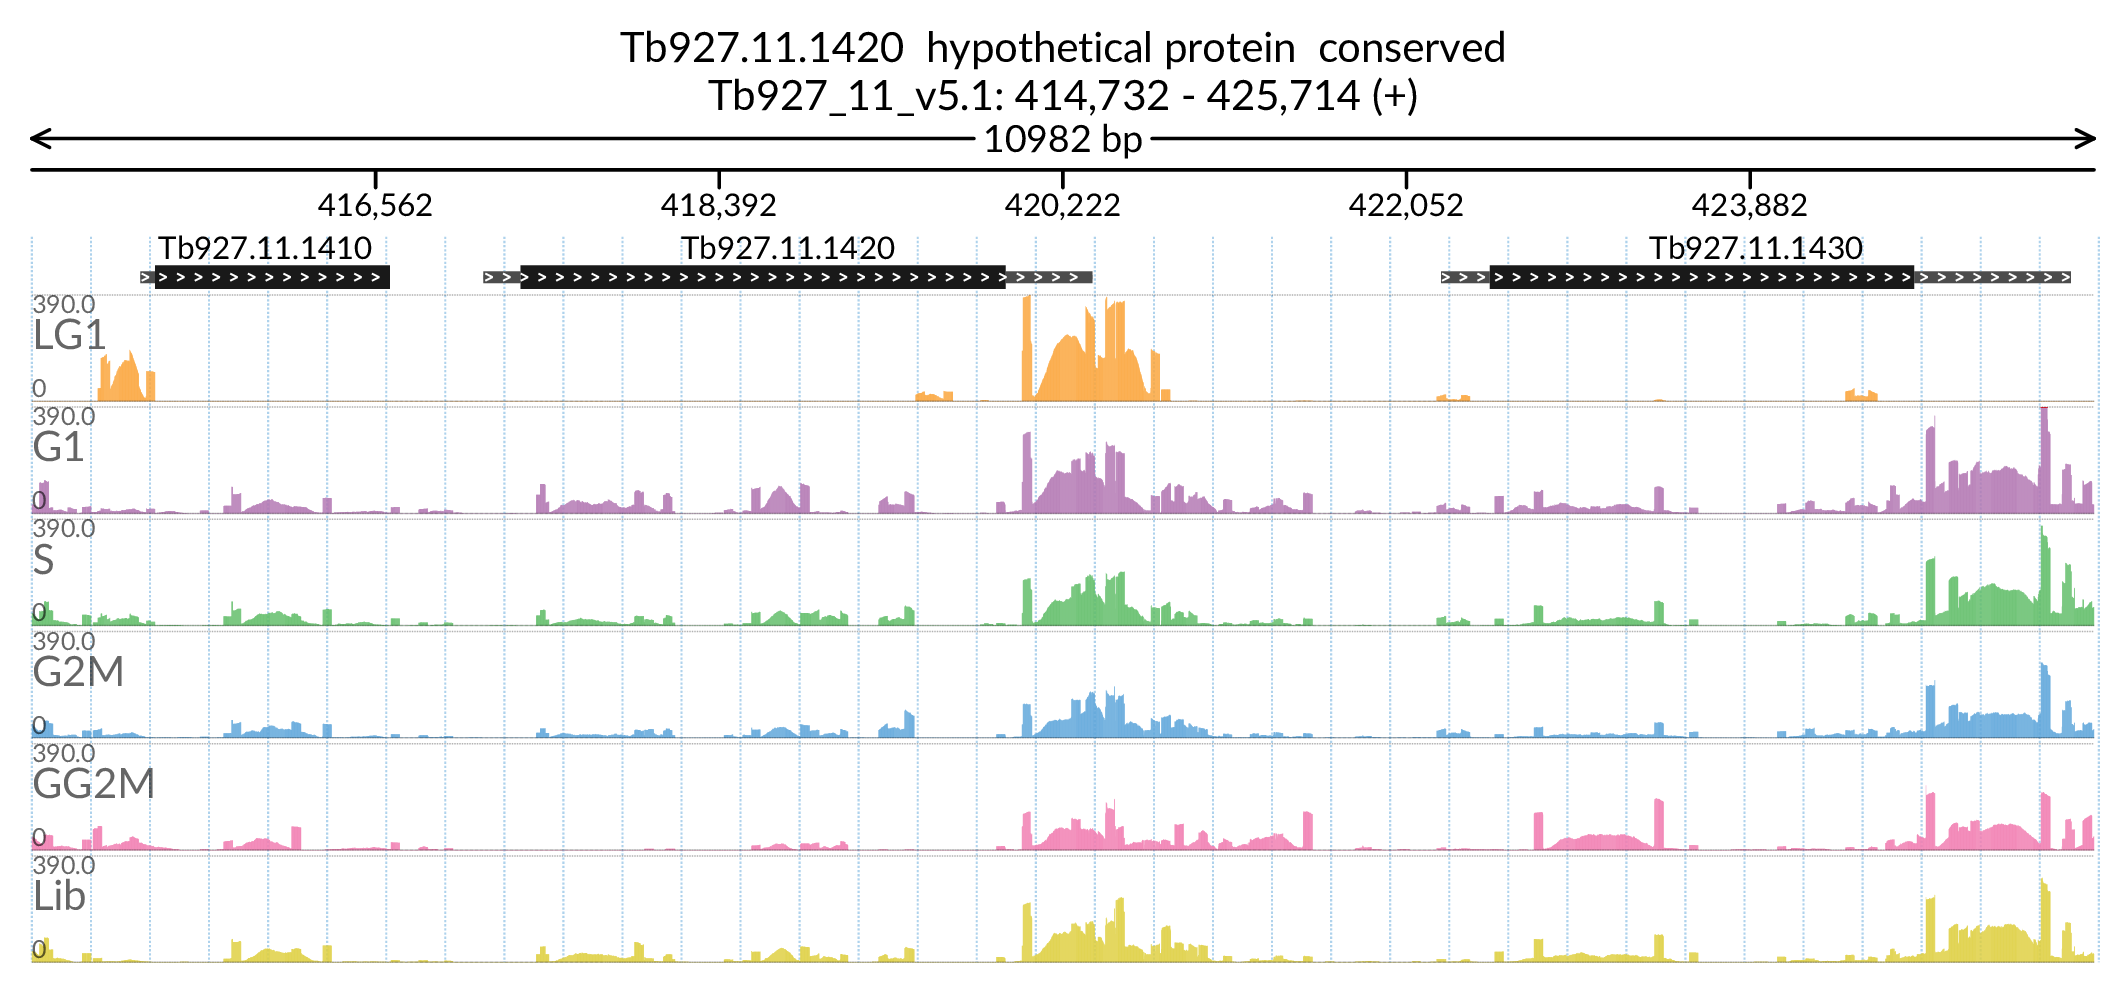 Tb927.11.1420 hypothetical protein conserved
Tb927_11_v5.1: 414,732 - 425,714 (+)
10982 bp
416,562 418,392 420,222 422,052 423,882
Tb927.11.1410 Tb927.11.1420 Tb927.11.1430
390.0
LG1
0
390.0
G1
0
390.0
S
0
390.0
G2M
0
390.0
GG2M
0
390.0
Lib
0